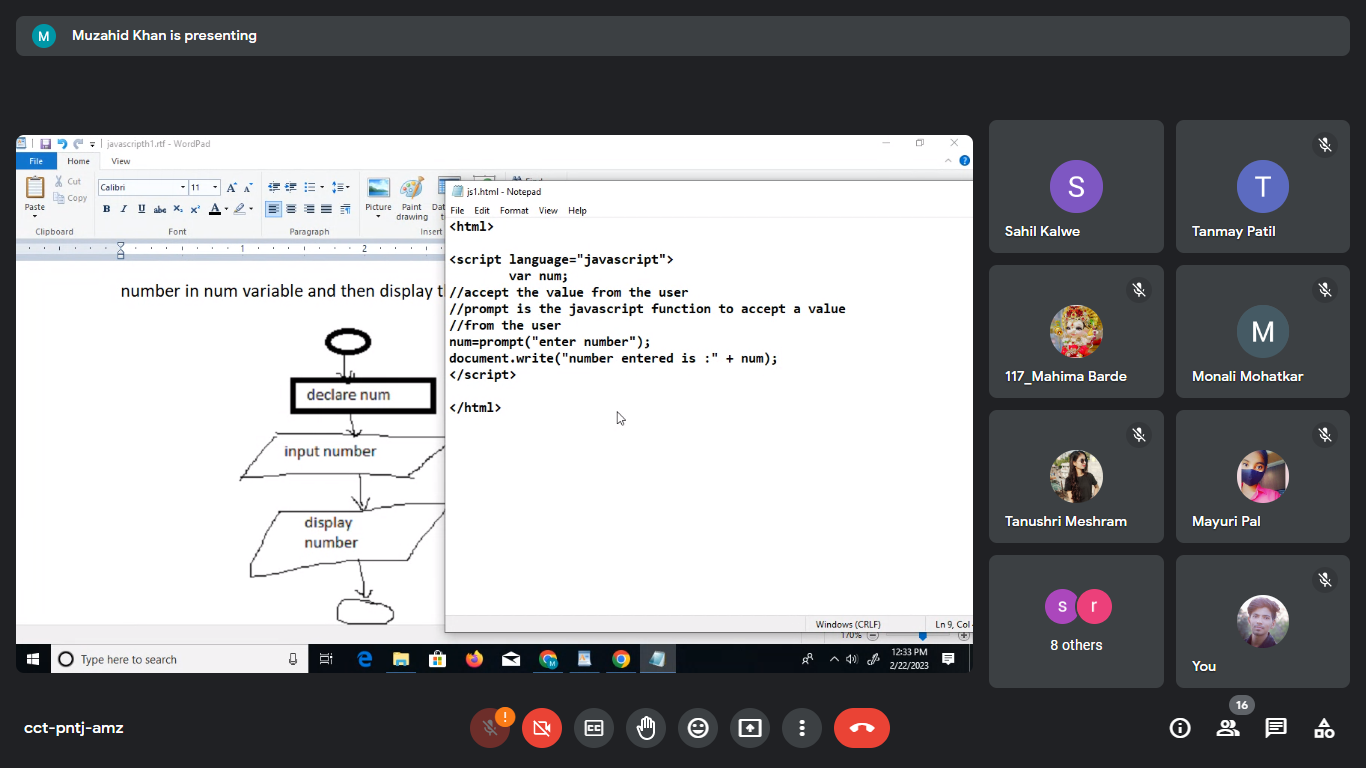 M Muzahid Khan is presenting
javascripth1.rtf - WordPad
File Home View
Paste
Cut
Copy
Clipboard
Calibri 11
B I U abc X₂ X² A
Font
Paragraph
Picture
Paint drawing
Insert
1 2
number in num variable and then display
declare num
input number
display
number
js1.html - Notepad
File Edit Format View Help
<html>
<script language="javascript">
var num;
//accept the value from the user
//prompt is the javascript function to accept a value
//from the user
num=prompt("enter number");
document.write("number entered is :" + num);
</script>
</html>
Windows (CRLF) Ln 9, Col
170%
Type here to search
12:33 PM
2/22/2023
S
Sahil Kalwe
T
Tanmay Patil
117_Mahima Barde
M
Monali Mohatkar
Tanushri Meshram
Mayuri Pal
s r
8 others
You
cct-pntj-amz
!
CC
16